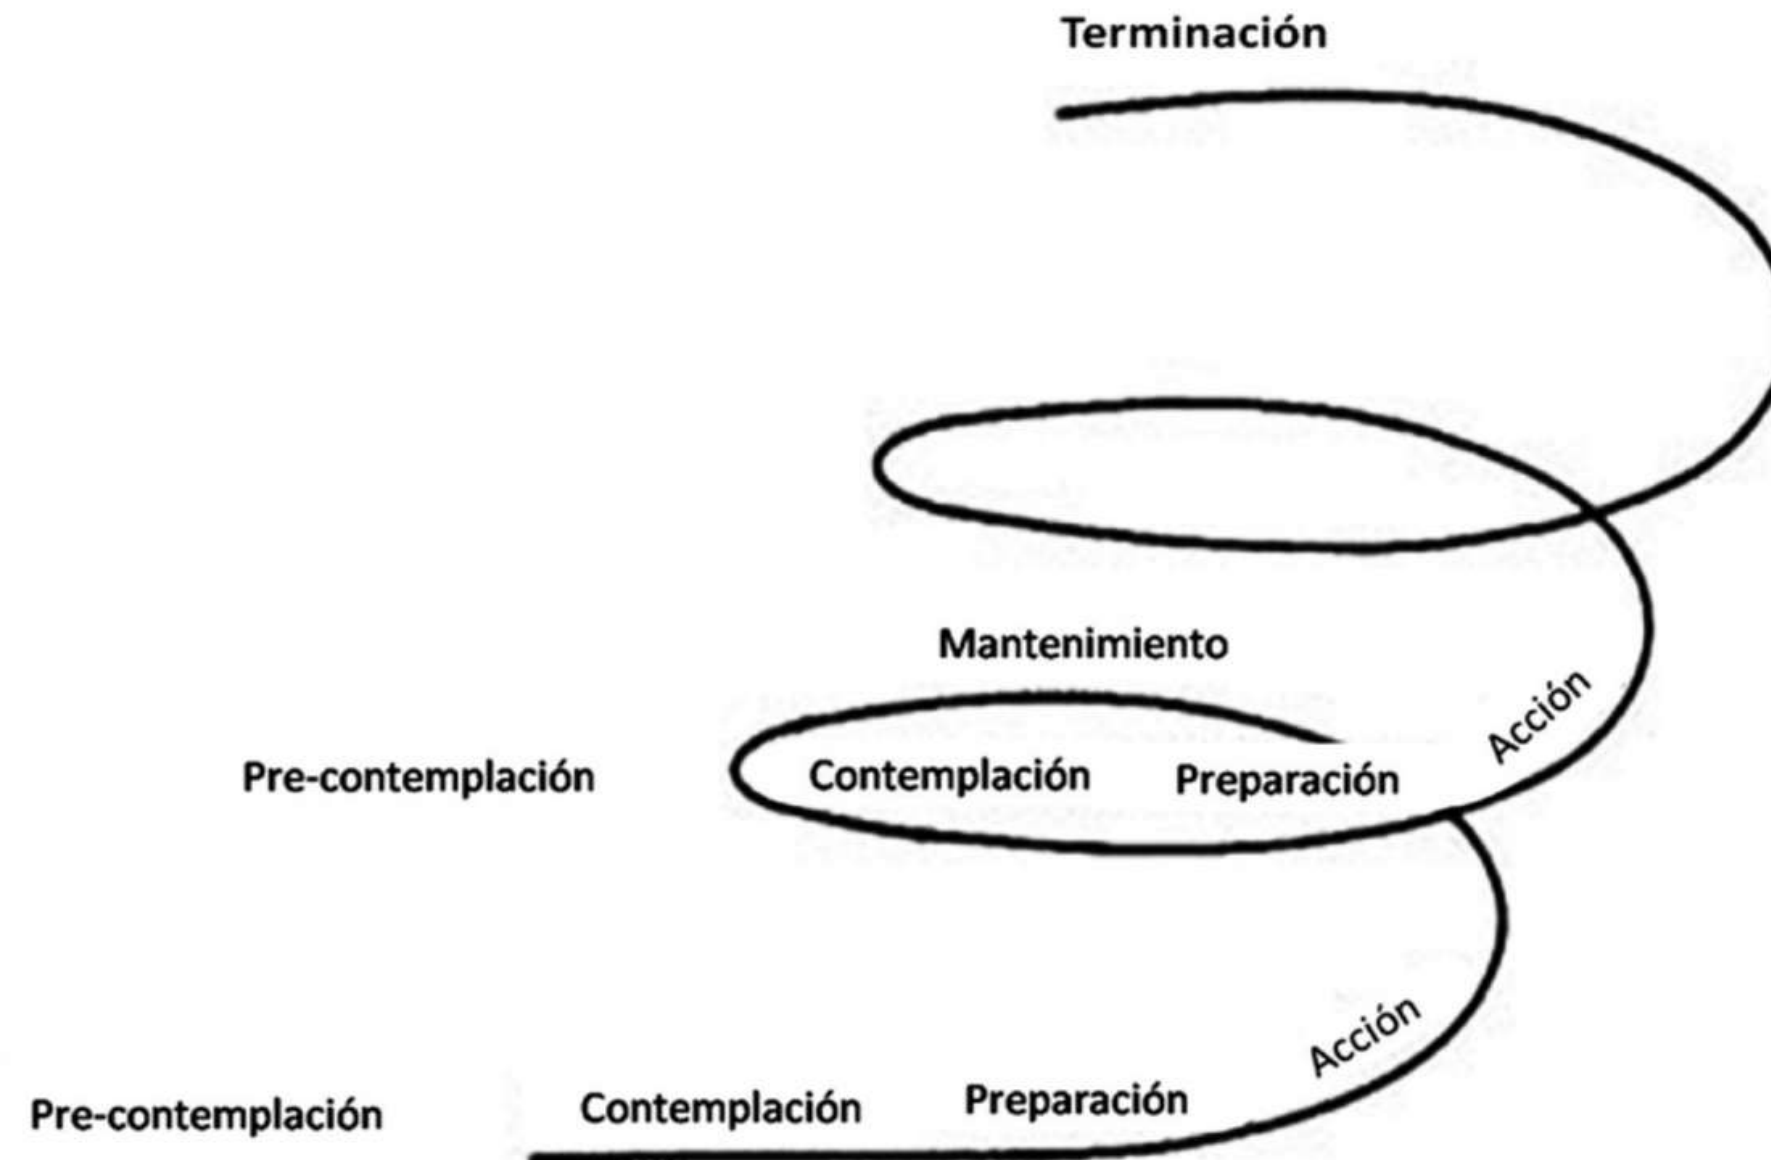 Terminación
Mantenimiento
Acción
Pre-contemplación
Contemplación
Preparación
Acción
Pre-contemplación
Contemplación
Preparación